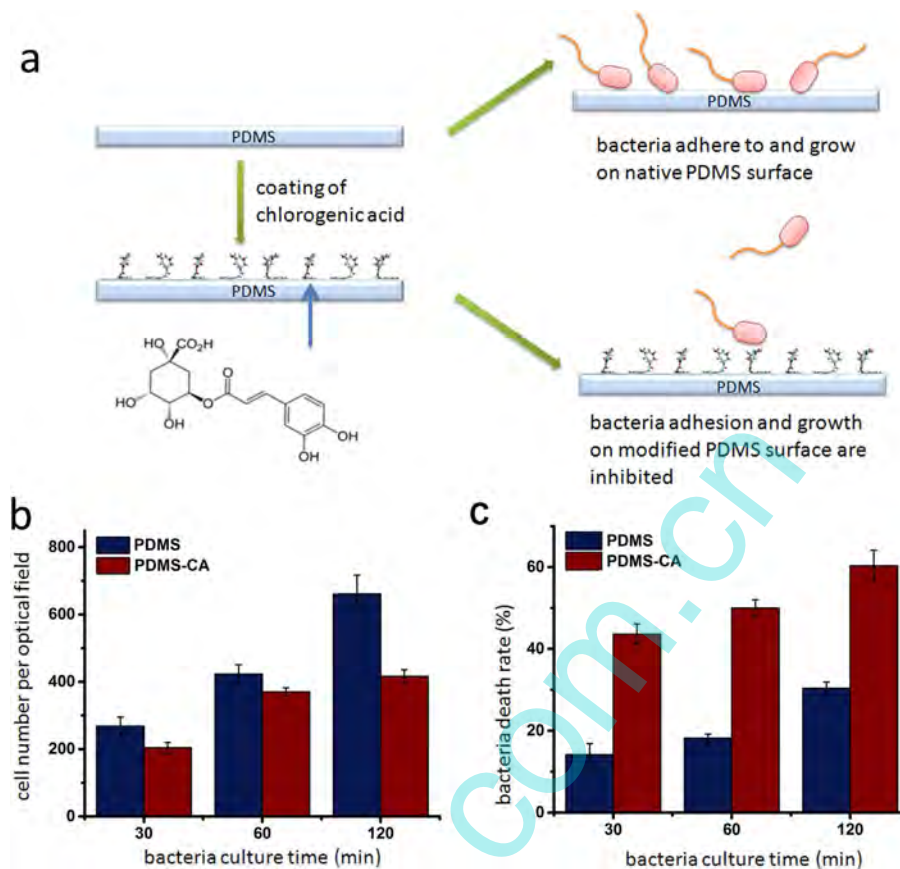 a
PDMS
coating of
chlorogenic acid
PDMS
HO
CO₂H
HO
OH
O
O
OH
OH
PDMS
bacteria adhere to and grow
on native PDMS surface
PDMS
bacteria adhesion and growth
on modified PDMS surface are
inhibited
b
PDMS
PDMS-CA
cell number per optical field
800
600
400
200
0
30 60 120
bacteria culture time (min)
c
PDMS
PDMS-CA
bacteria death rate (%)
60
40
20
0
30 60 120
bacteria culture time (min)
com.cn